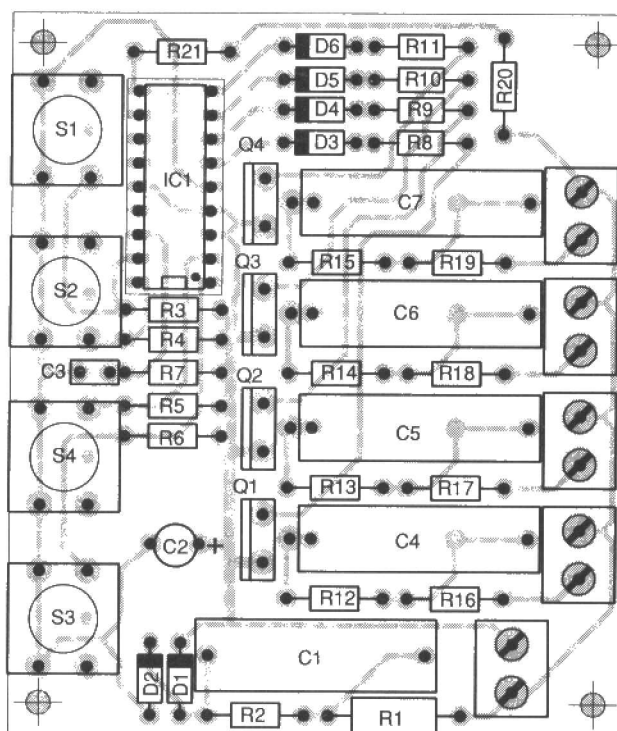 R21
D6 R11
D5 R10
D4 R9
D3 R8
R20
S1
IC1
Q4
C7
R15 R19
Q3
S2
R3
C6
R4
C3 R7
R14 R18
Q2
R5
C5
R6
S4
R13 R17
Q1
C2 +
C4
R12 R16
S3
C1
D2 D1
R2 R1